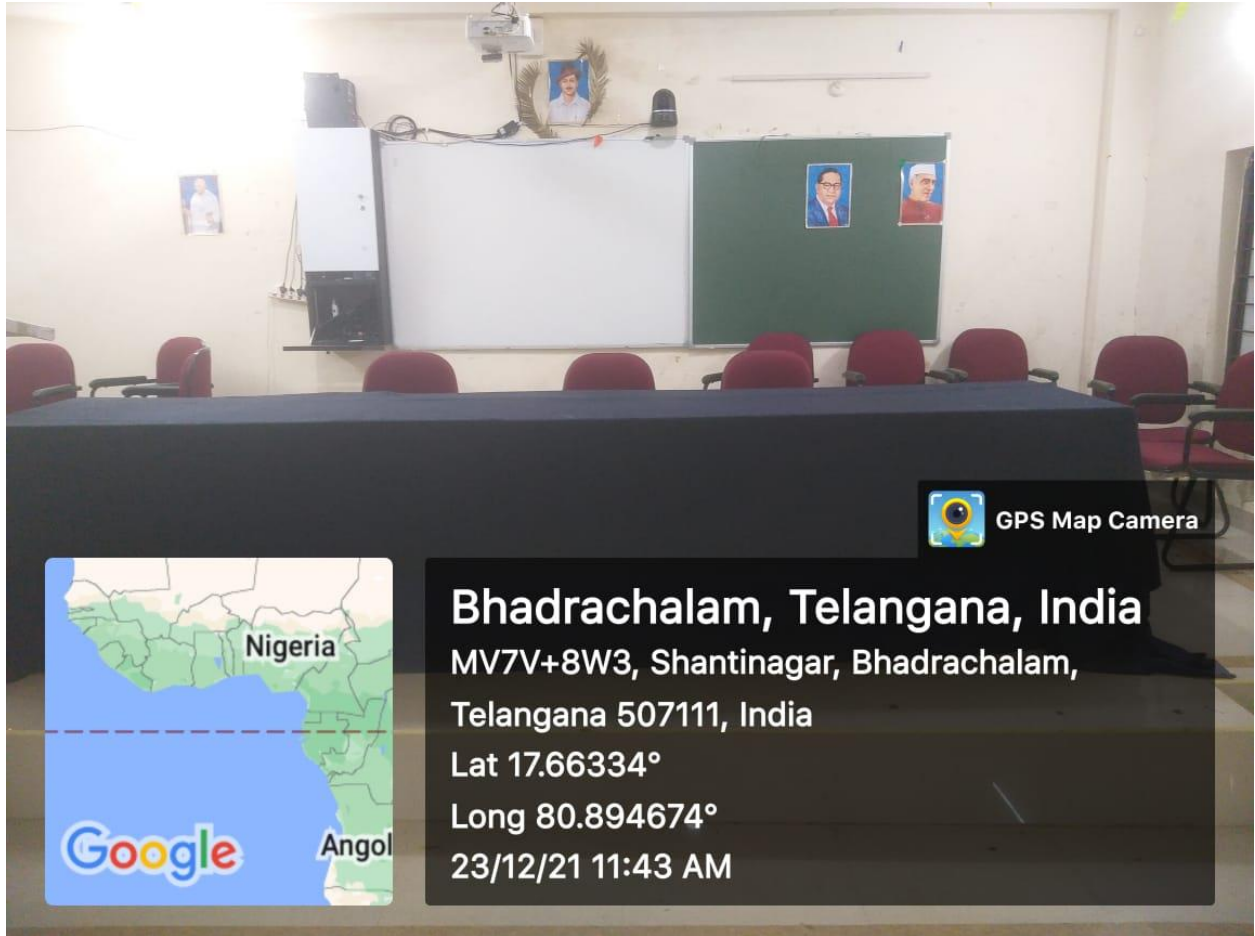 GPS Map Camera
Bhadrachalam, Telangana, India
MV7V+8W3, Shantinagar, Bhadrachalam,
Telangana 507111, India
Lat 17.66334°
Long 80.894674°
23/12/21 11:43 AM
Nigeria
Angol
Google